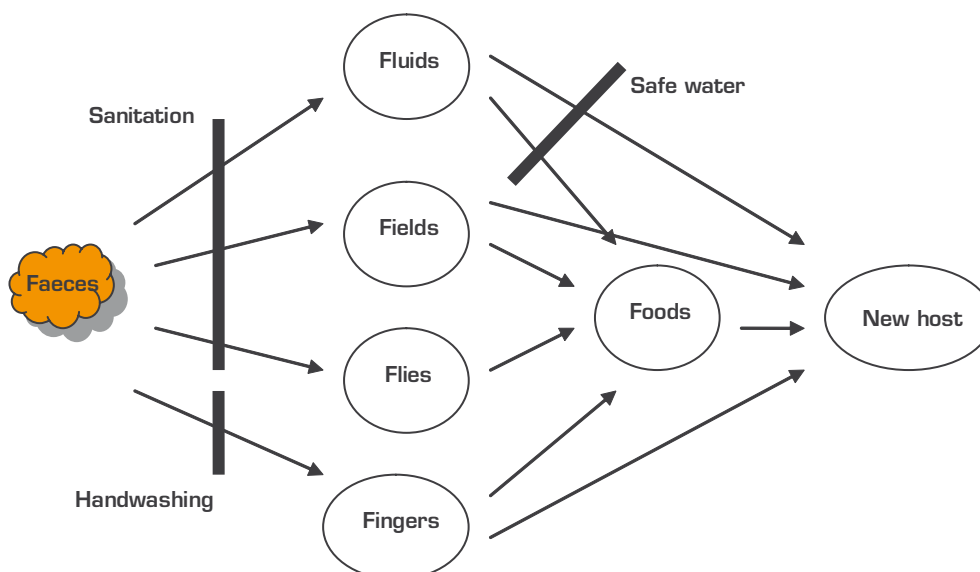 Fluids
Safe water
Sanitation
Fields
Faeces
Foods
New host
Flies
Handwashing
Fingers